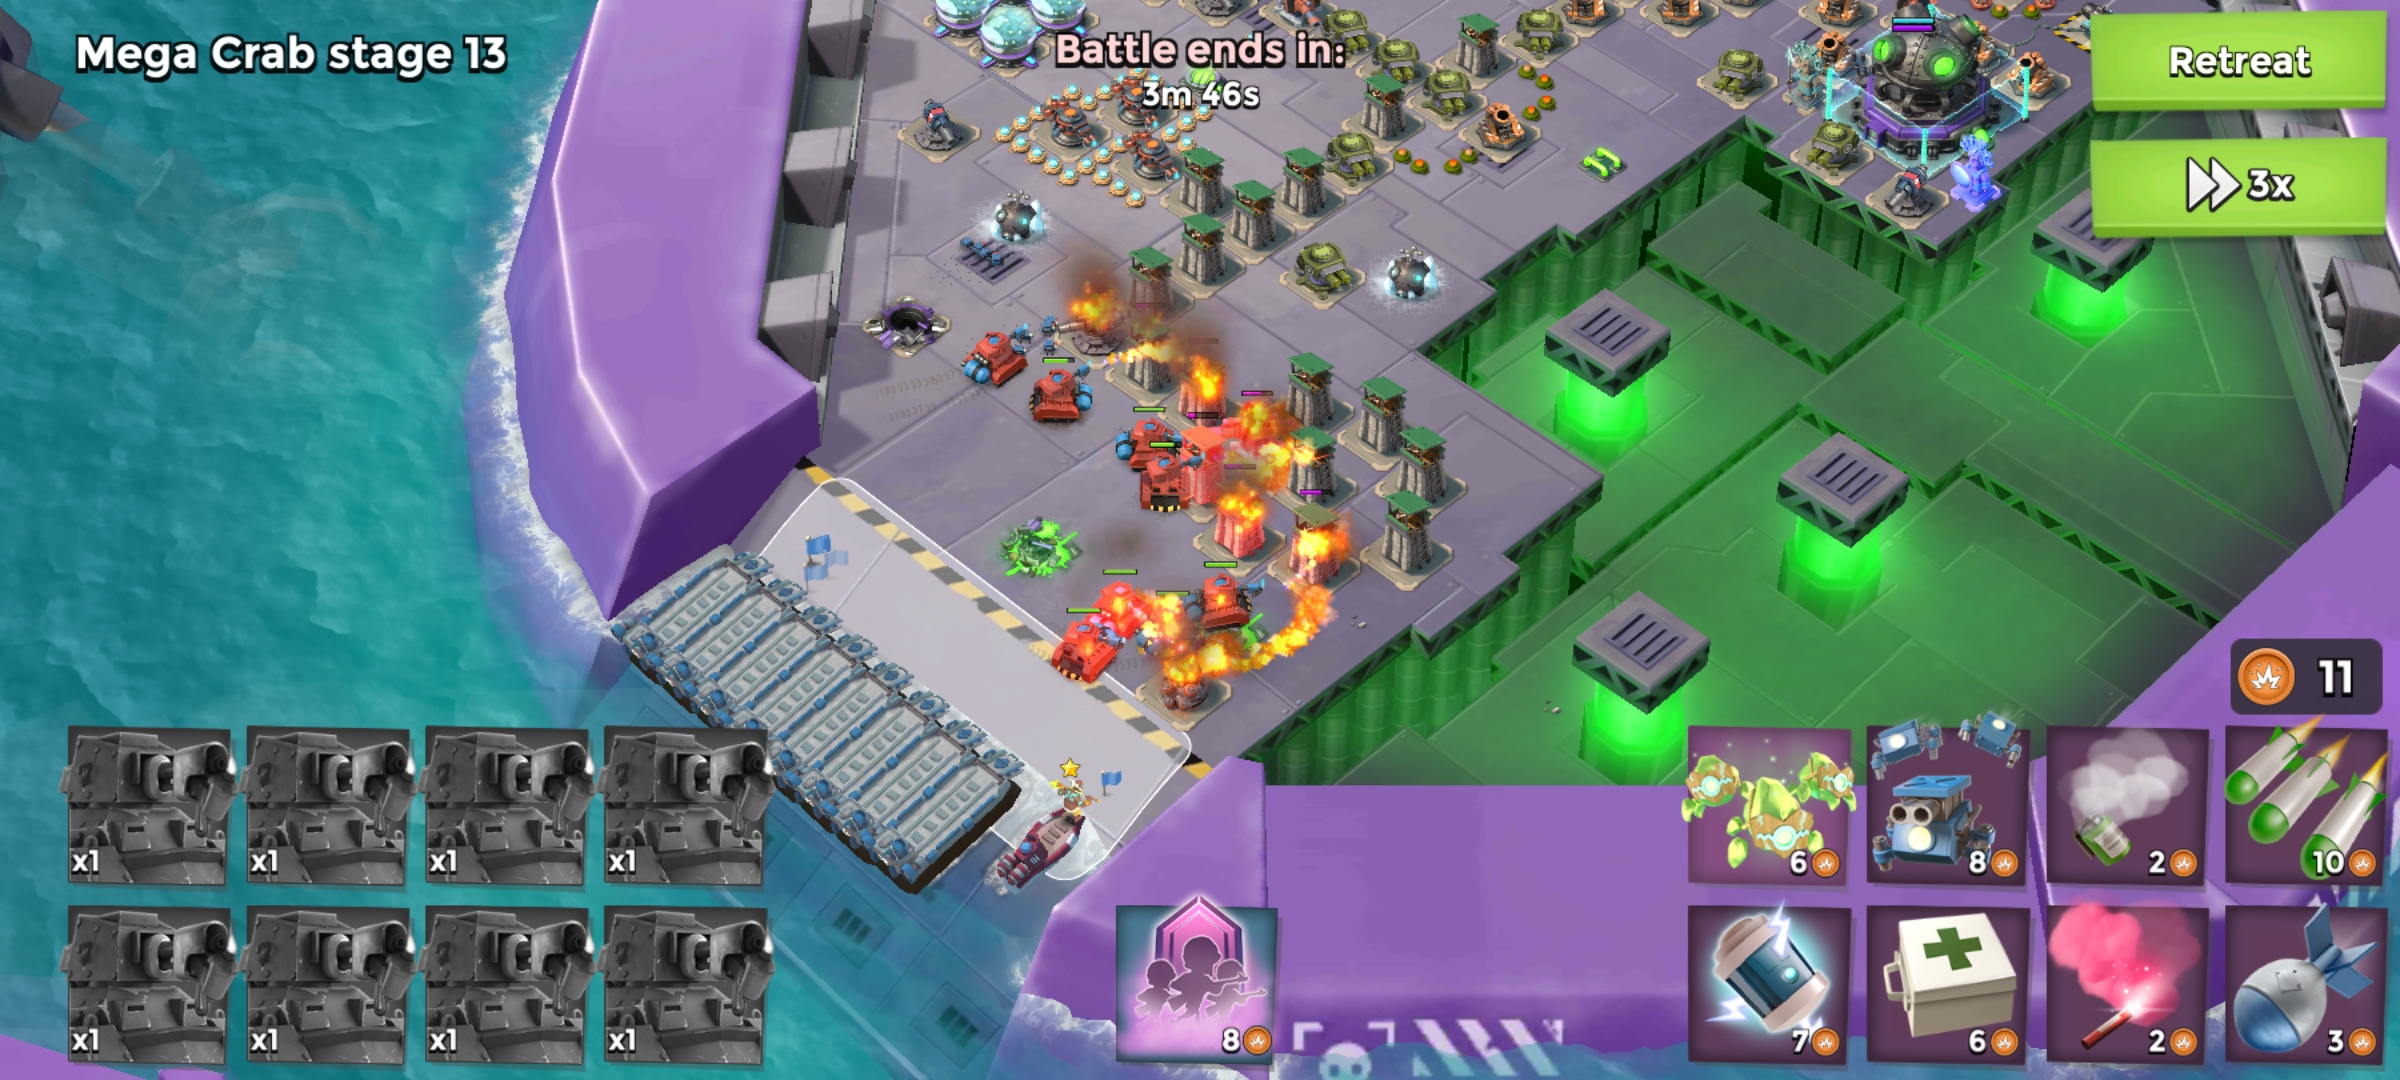 Mega Crab stage 13
Battle ends in:
3m 46s
Retreat
3x
11
x1
x1
x1
x1
6
8
2
10
x1
x1
x1
x1
8
7
6
2
3